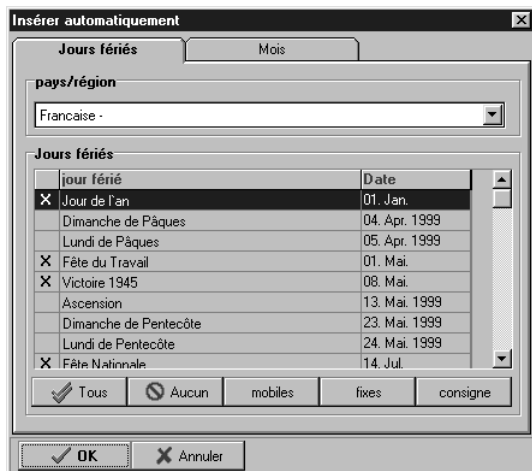 Insérer automatiquement
Jours fériés Mois
pays/région
Francaise -
Jours fériés
jour férié Date
X Jour de l`an 01. Jan.
Dimanche de Pâques 04. Apr. 1999
Lundi de Pâques 05. Apr. 1999
X Fête du Travail 01. Mai.
X Victoire 1945 08. Mai.
Ascension 13. Mai. 1999
Dimanche de Pentecôte 23. Mai. 1999
Lundi de Pentecôte 24. Mai. 1999
X Fête Nationale 14. Jul.
Tous Aucun mobiles fixes consigne
OK Annuler